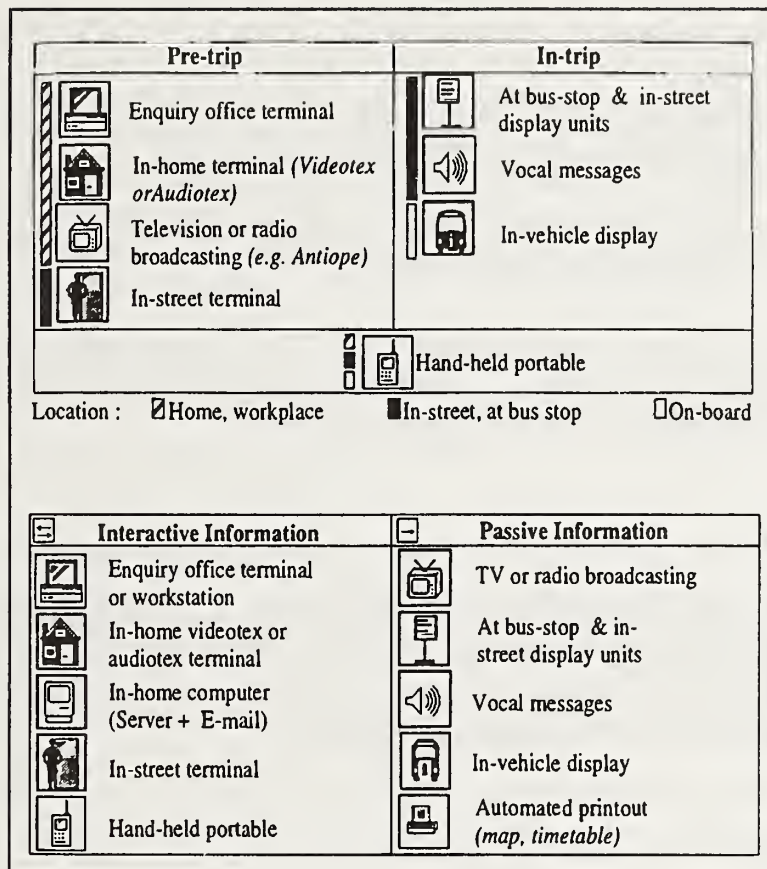 Pre-trip
In-trip
Enquiry office terminal
In-home terminal (Videotex
orAudiotex)
Television or radio
broadcasting (e.g. Antiope)
In-street terminal
At bus-stop & in-street
display units
Vocal messages
In-vehicle display
Hand-held portable
Location : Home, workplace In-street, at bus stop On-board
Interactive Information
Passive Information
Enquiry office terminal
or workstation
In-home videotex or
audiotex terminal
In-home computer
(Server + E-mail)
In-street terminal
Hand-held portable
TV or radio broadcasting
At bus-stop & in-
street display units
Vocal messages
In-vehicle display
Automated printout
(map, timetable)